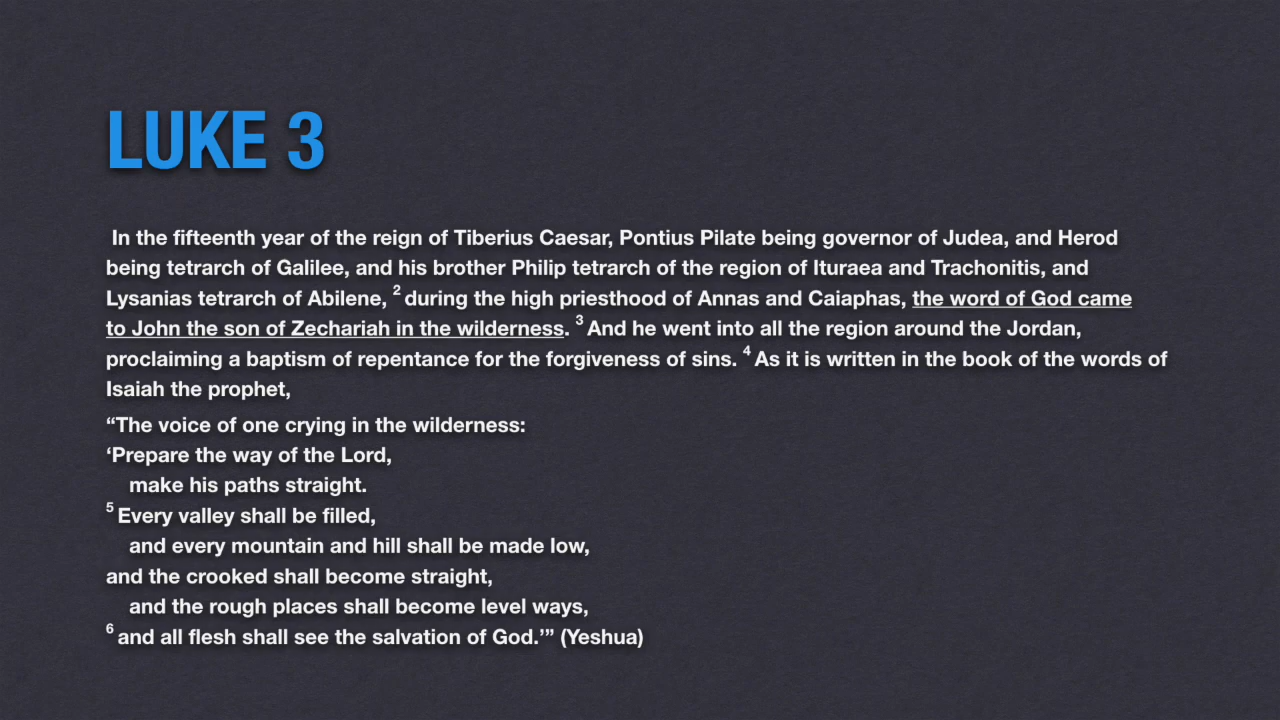 LUKE 3
In the fifteenth year of the reign of Tiberius Caesar, Pontius Pilate being governor of Judea, and Herod
being tetrarch of Galilee, and his brother Philip tetrarch of the region of Ituraea and Trachonitis, and
Lysanias tetrarch of Abilene, 2 during the high priesthood of Annas and Caiaphas, the word of God came
to John the son of Zechariah in the wilderness. 3 And he went into all the region around the Jordan,
proclaiming a baptism of repentance for the forgiveness of sins. 4 As it is written in the book of the words of
Isaiah the prophet,
“The voice of one crying in the wilderness:
‘Prepare the way of the Lord,
make his paths straight.
5 Every valley shall be filled,
and every mountain and hill shall be made low,
and the crooked shall become straight,
and the rough places shall become level ways,
6 and all flesh shall see the salvation of God.’” (Yeshua)